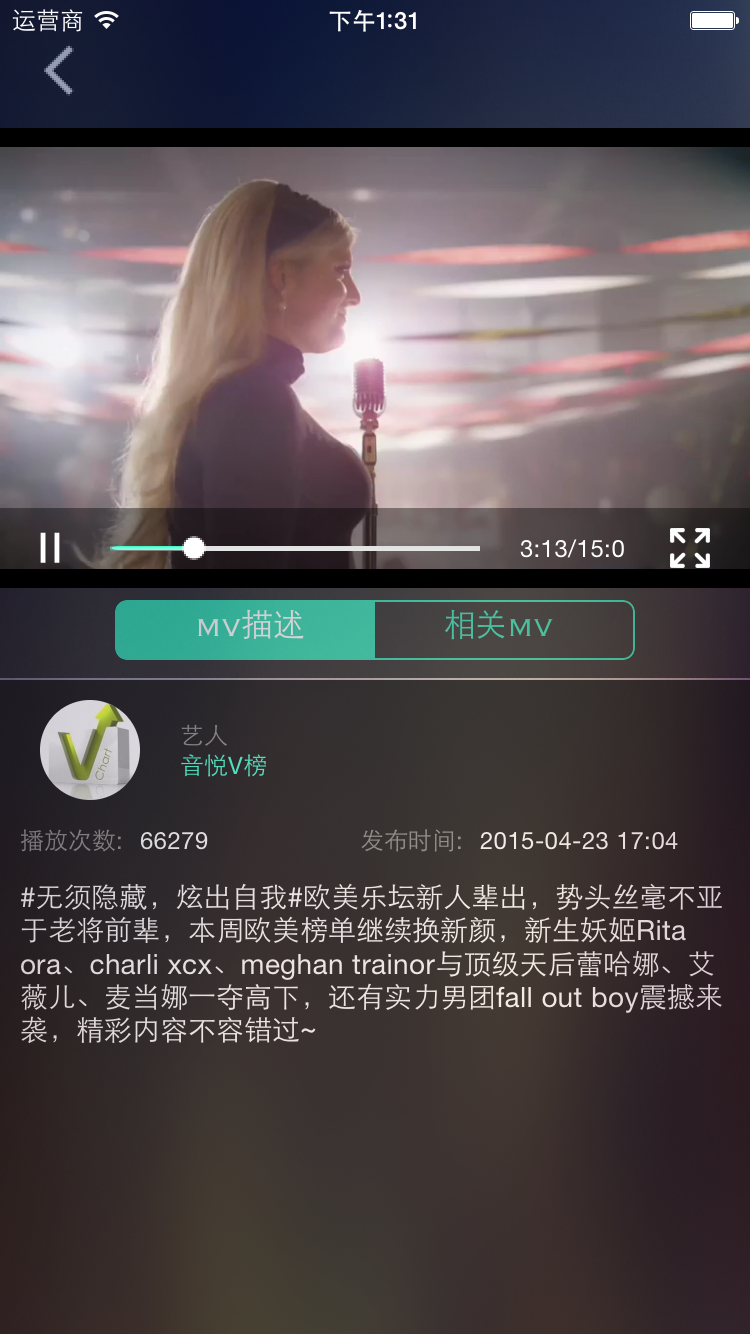 运营商
下午1:31
3:13/15:0
MV描述
相关MV
V
Chart
艺人
音悦V榜
播放次数: 66279
发布时间: 2015-04-23 17:04
#无须隐藏，炫出自我#欧美乐坛新人辈出，势头丝毫不亚
于老将前辈，本周欧美榜单继续换新颜，新生妖姬Rita
ora、charli xcx、meghan trainor与顶级天后蕾哈娜、艾
薇儿、麦当娜一夺高下，还有实力男团fall out boy震撼来
袭，精彩内容不容错过~